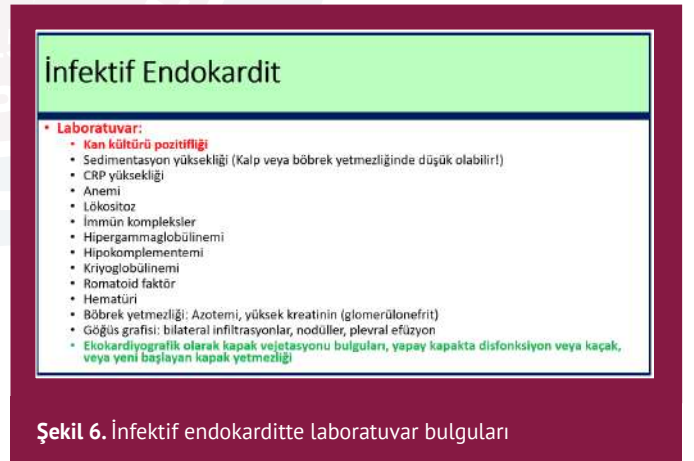 İnfektif Endokardit
• Laboratuvar:
• Kan kültürü pozitifliği
• Sedimentasyon yüksekliği (Kalp veya böbrek yetmezliğinde düşük olabilir!)
• CRP yüksekliği
• Anemi
• Lökositoz
• İmmün kompleksler
• Hipergammaglobülinemi
• Hipokomplementemi
• Kriyoglobülinemi
• Romatoid faktör
• Hematüri
• Böbrek yetmezliği: Azotemi, yüksek kreatinin (glomerülonefrit)
• Göğüs grafisi: bilateral infiltrasyonlar, nodüller, plevral efüzyon
• Ekokardiyografik olarak kapak vejetasyonu bulguları, yapay kapakta disfonksiyon veya kaçak,
veya yeni başlayan kapak yetmezliği
Şekil 6. İnfektif endokarditte laboratuvar bulguları